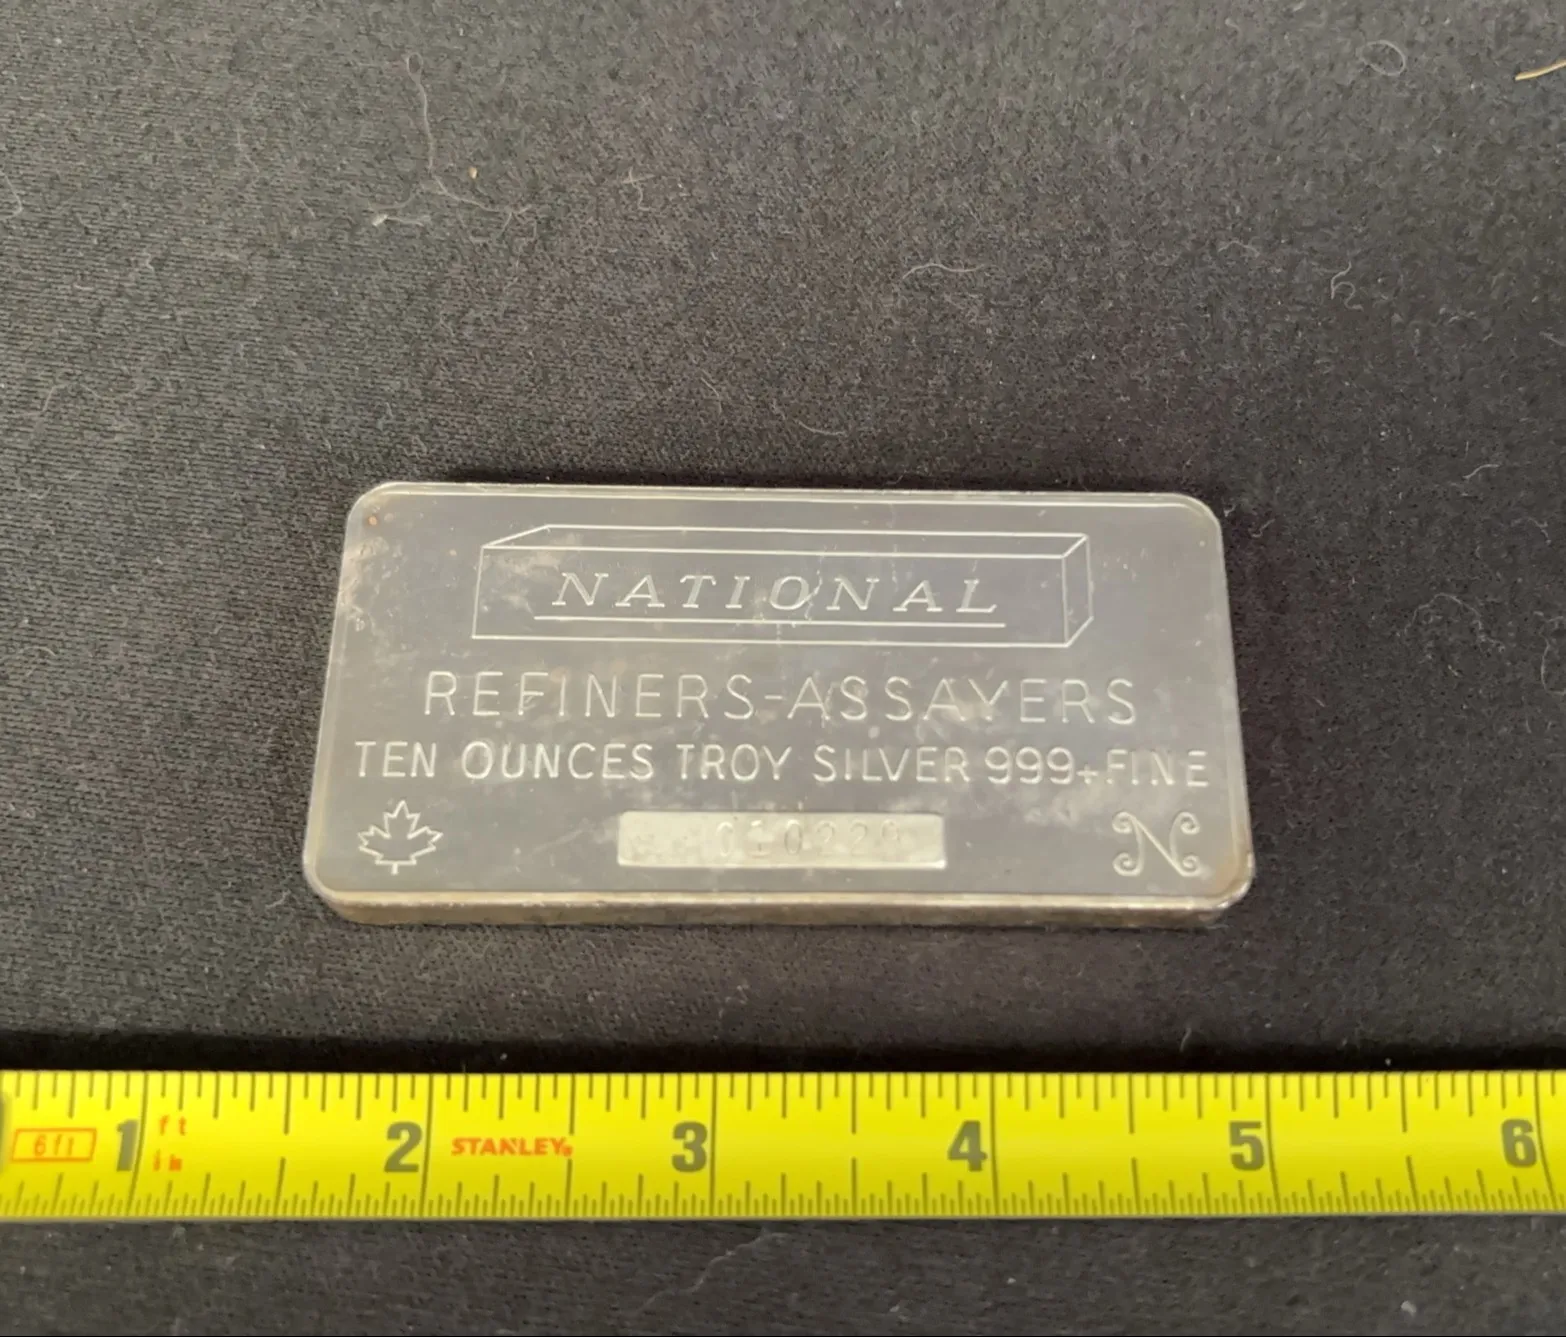 NATIONAL
REFINERS-ASSAYERS
TEN OUNCES TROY SILVER 999+FINE
010220
N
6ft 1 ft in 2 STANLEY® 3 4 5 6